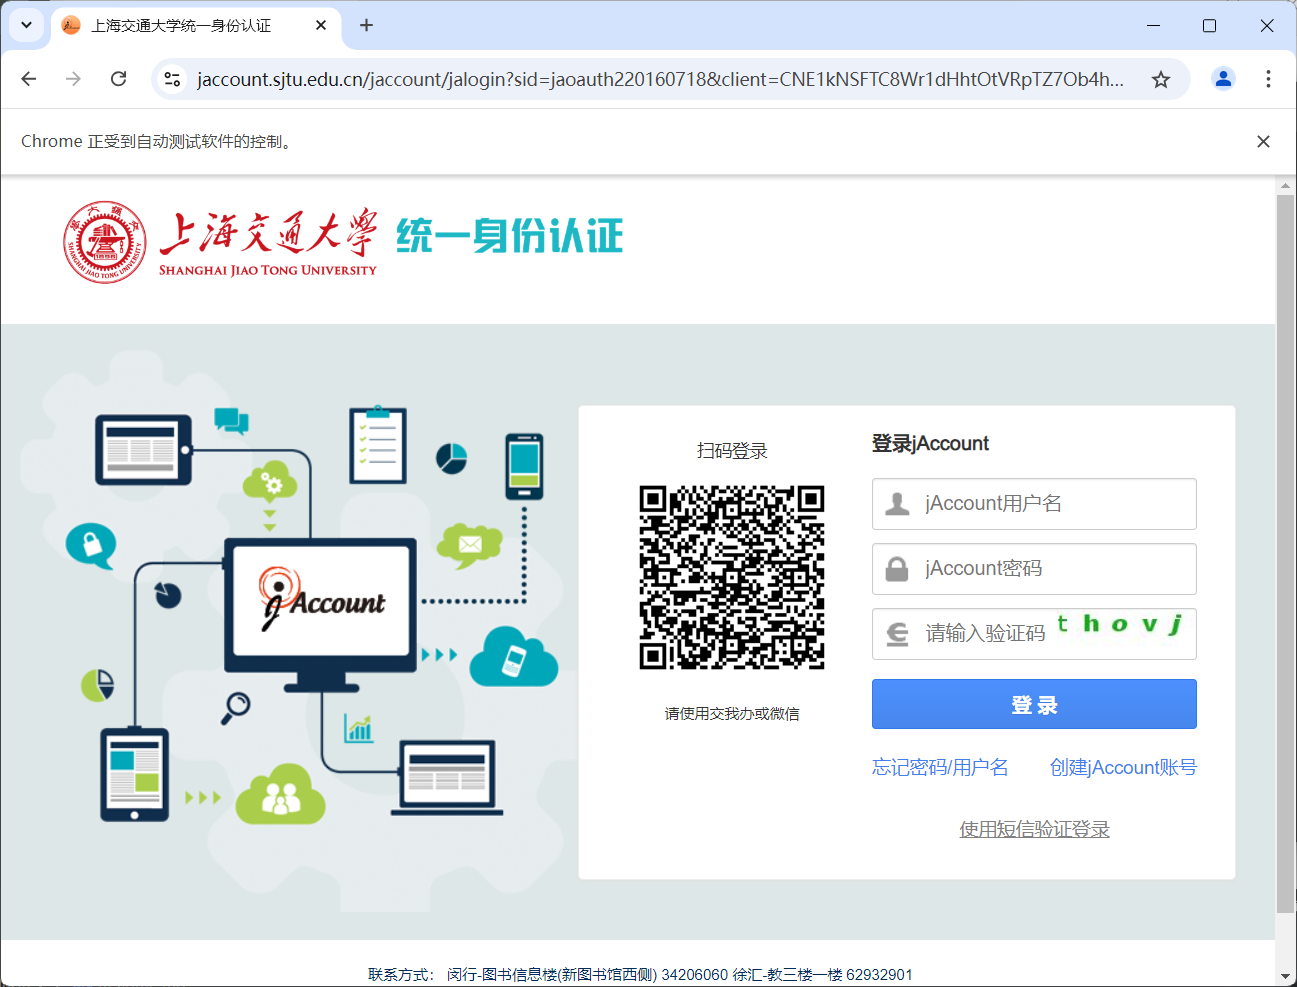 上海交通大学统一身份认证
jaccount.sjtu.edu.cn/jaccount/jalogin?sid=jaoauth220160718&client=CNE1kNSFTC8Wr1dHhtOtVRpTZ7Ob4h...
Chrome 正受到自动测试软件的控制。
上海交通大学 统一身份认证
SHANGHAI JIAO TONG UNIVERSITY
jAccount
扫码登录
请使用交我办或微信
登录jAccount
jAccount用户名
jAccount密码
请输入验证码 thovj
登 录
忘记密码/用户名 创建jAccount账号
使用短信验证登录
联系方式： 闵行-图书信息楼(新图书馆西侧) 34206060 徐汇-教三楼一楼 62932901